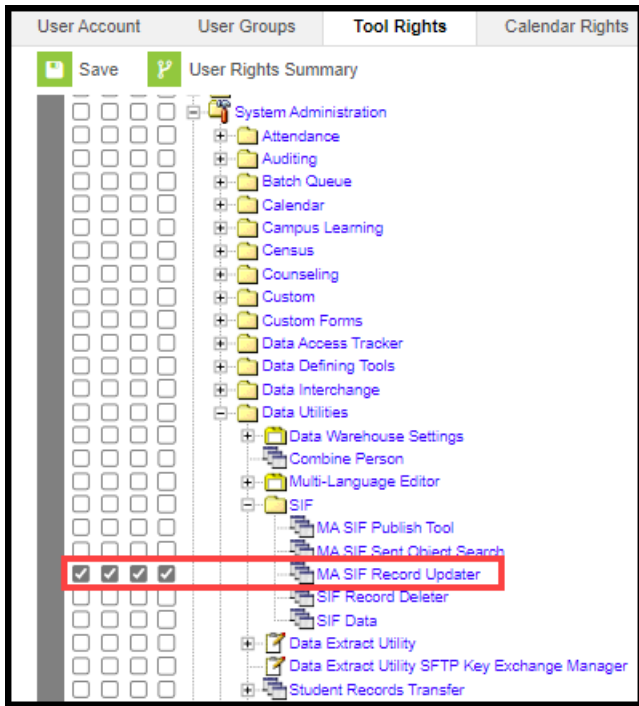 User Account User Groups Tool Rights Calendar Rights
Save User Rights Summary
System Administration
Attendance
Auditing
Batch Queue
Calendar
Campus Learning
Census
Counseling
Custom
Custom Forms
Data Access Tracker
Data Defining Tools
Data Interchange
Data Utilities
Data Warehouse Settings
Combine Person
Multi-Language Editor
SIF
MA SIF Publish Tool
MA SIF Sent Object Search
MA SIF Record Updater
SIF Record Deleter
SIF Data
Data Extract Utility
Data Extract Utility SFTP Key Exchange Manager
Student Records Transfer